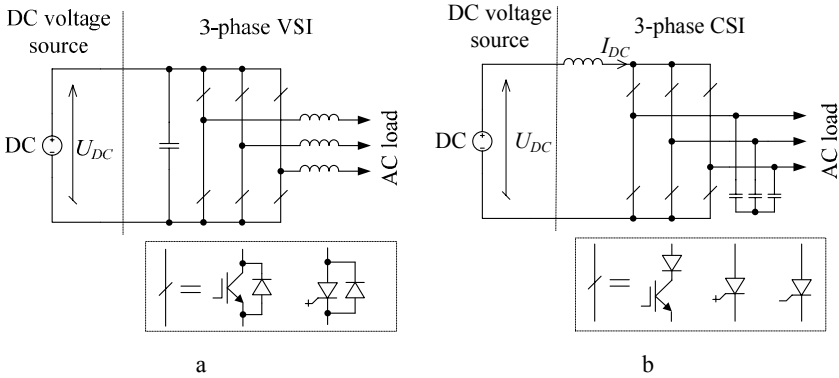 DC voltage
source
3-phase VSI
DC
U_DC
AC load
a
DC voltage
source
3-phase CSI
I_DC
DC
U_DC
AC load
b